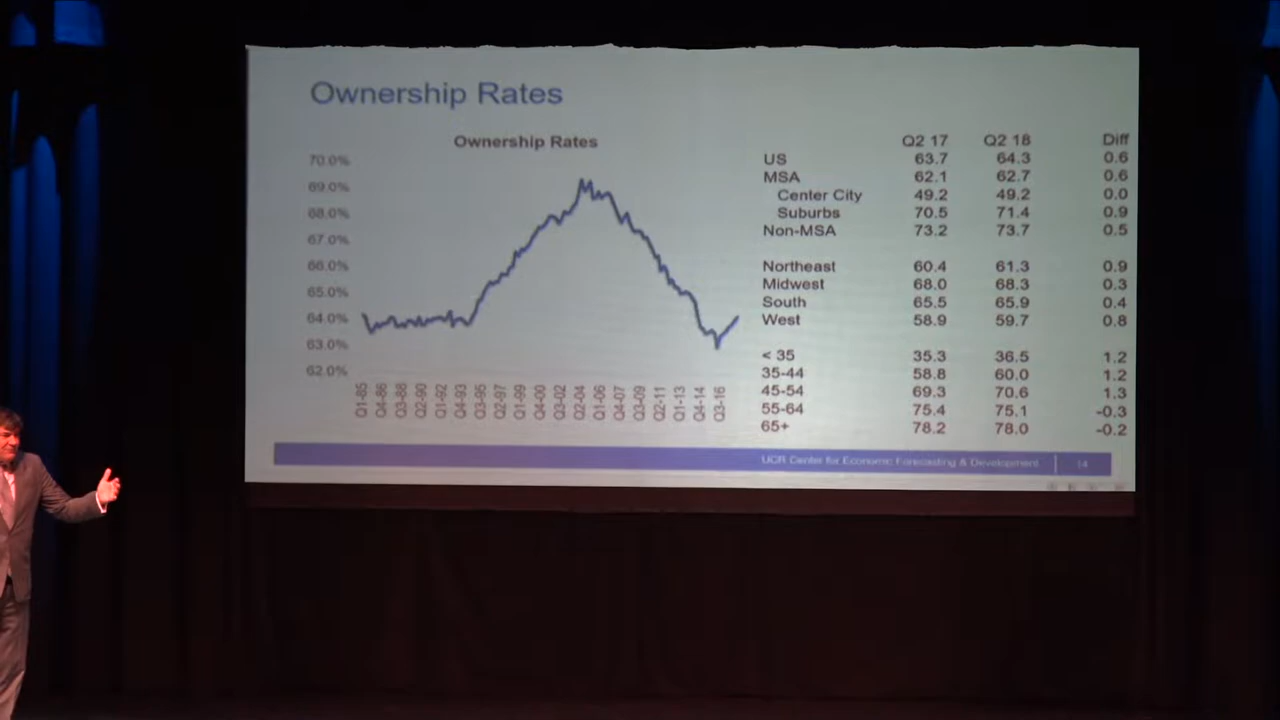 Ownership Rates
Ownership Rates
70.0%
69.0%
68.0%
67.0%
66.0%
65.0%
64.0%
63.0%
62.0%
Q1-85
Q4-86
Q3-88
Q2-90
Q1-92
Q4-93
Q3-95
Q2-97
Q1-99
Q4-00
Q3-02
Q2-04
Q1-06
Q4-07
Q3-09
Q2-11
Q1-13
Q4-14
Q3-16
Q2 17 Q2 18 Diff
US 63.7 64.3 0.6
MSA 62.1 62.7 0.6
Center City 49.2 49.2 0.0
Suburbs 70.5 71.4 0.9
Non-MSA 73.2 73.7 0.5
Northeast 60.4 61.3 0.9
Midwest 68.0 68.3 0.3
South 65.5 65.9 0.4
West 58.9 59.7 0.8
< 35 35.3 36.5 1.2
35-44 58.8 60.0 1.2
45-54 69.3 70.6 1.3
55-64 75.4 75.1 -0.3
65+ 78.2 78.0 -0.2
UCR Center for Economic Forecasting & Development 14